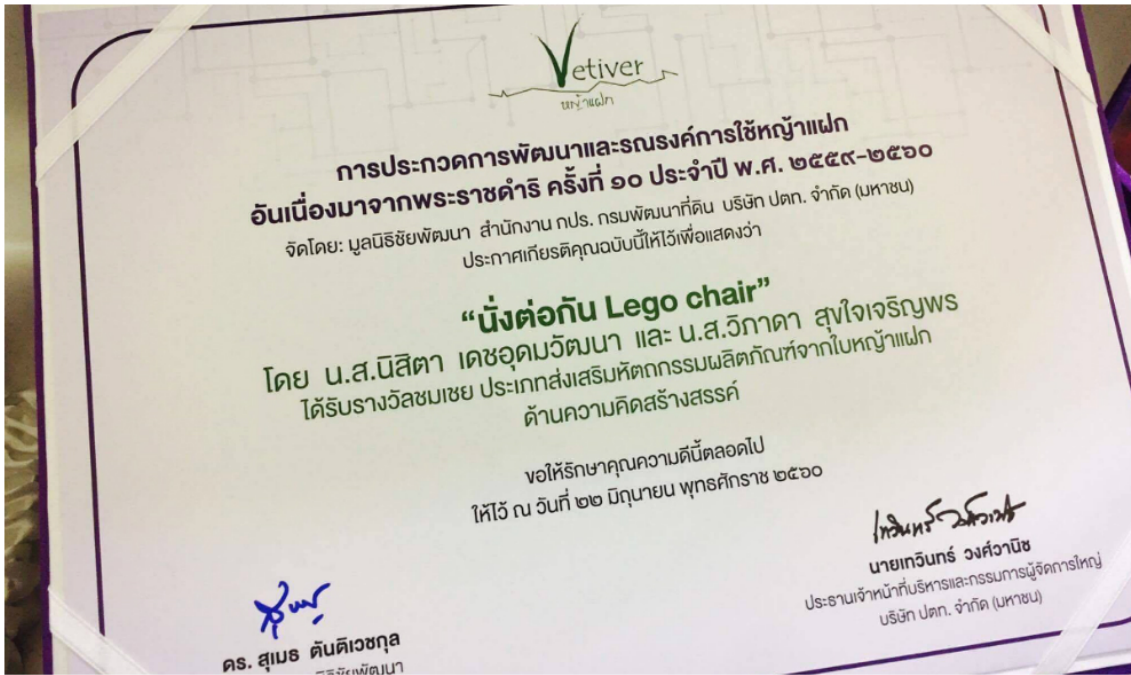 Vetiver
หญ้าแฝก
การประกวดการพัฒนาและรณรงค์การใช้หญ้าแฝก
อันเนื่องมาจากพระราชดำริ ครั้งที่ ๑๐ ประจำปี พ.ศ. ๒๕๕๙-๒๕๖๐
จัดโดย: มูลนิธิชัยพัฒนา สำนักงาน กปร. กรมพัฒนาที่ดิน บริษัท ปตท. จำกัด (มหาชน)
ประกาศเกียรติคุณฉบับนี้ให้ไว้เพื่อแสดงว่า
“นั่งต่อกัน Lego chair”
โดย น.ส.นิสิตา เดชอุดมวัฒนา และ น.ส.วิภาดา สุขใจเจริญพร
ได้รับรางวัลชมเชย ประเภทส่งเสริมหัตถกรรมผลิตภัณฑ์จากใบหญ้าแฝก
ด้านความคิดสร้างสรรค์
ขอให้รักษาคุณความดีนี้ตลอดไป
ให้ไว้ ณ วันที่ ๒๒ มิถุนายน พุทธศักราช ๒๕๖๐
นายเทวินทร์ วงศ์วานิช
ประธานเจ้าหน้าที่บริหารและกรรมการผู้จัดการใหญ่
บริษัท ปตท. จำกัด (มหาชน)
ดร. สุเมธ ตันติเวชกุล